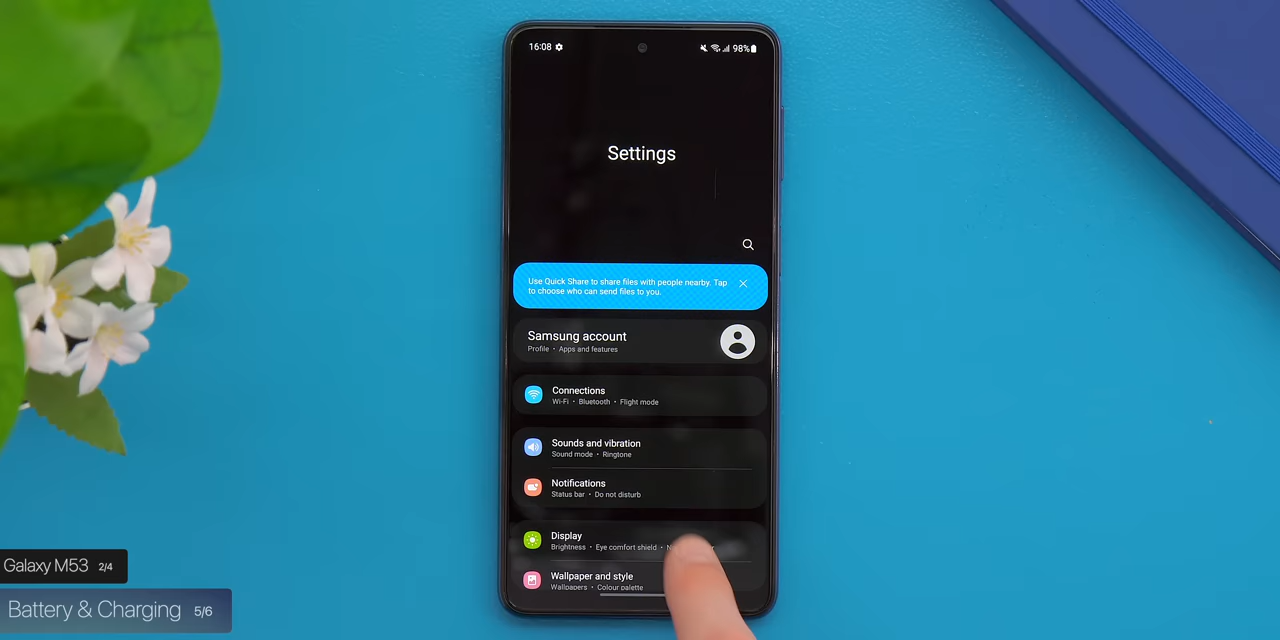 16:08
98%
Settings
Use Quick Share to share files with people nearby. Tap
to choose who can send files to you.
Samsung account
Profile • Apps and features
Connections
Wi-Fi • Bluetooth • Flight mode
Sounds and vibration
Sound mode • Ringtone
Notifications
Status bar • Do not disturb
Display
Brightness • Eye comfort shield •
Wallpaper and style
Wallpapers • Colour palette
Galaxy M53 2/4
Battery & Charging 5/6